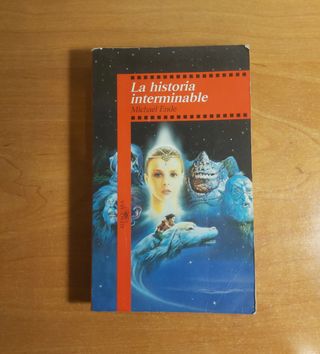 La historia
interminable
Michael Ende